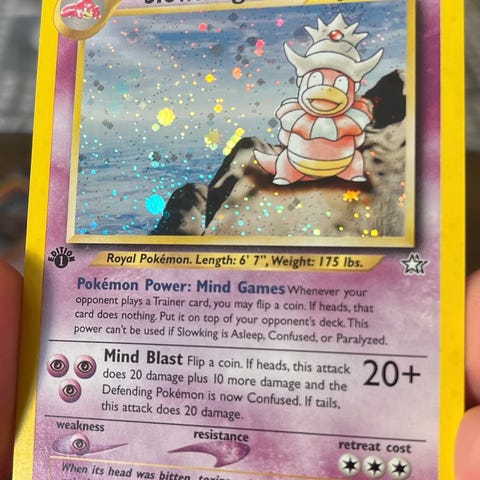 Royal Pokémon. Length: 6' 7", Weight: 175 lbs.
EDITION
1
Pokémon Power: Mind Games Whenever your
opponent plays a Trainer card, you may flip a coin. If heads, that
card does nothing. Put it on top of your opponent's deck. This
power can't be used if Slowking is Asleep, Confused, or Paralyzed.
Mind Blast Flip a coin. If heads, this attack
does 20 damage plus 10 more damage and the
Defending Pokémon is now Confused. If tails,
this attack does 20 damage.
20+
weakness
resistance
retreat cost
When its head was bitten,